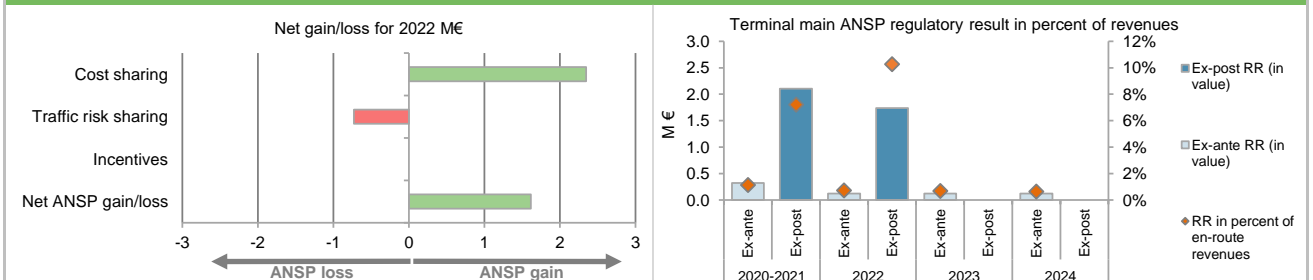 Net gain/loss for 2022 M€
Cost sharing
Traffic risk sharing
Incentives
Net ANSP gain/loss
-3 -2 -1 0 1 2 3
ANSP loss ANSP gain
Terminal main ANSP regulatory result in percent of revenues
M €
3.0
2.5
2.0
1.5
1.0
0.5
0.0
12%
10%
8%
6%
4%
2%
0%
Ex-ante Ex-post Ex-ante Ex-post Ex-ante Ex-post Ex-ante Ex-post
2020-2021 2022 2023 2024
Ex-post RR (in
value)
Ex-ante RR (in
value)
RR in percent of
en-route
revenues